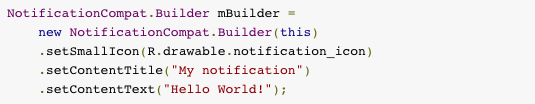 NotificationCompat.Builder mBuilder =
    new NotificationCompat.Builder(this)
    .setSmallIcon(R.drawable.notification_icon)
    .setContentTitle("My notification")
    .setContentText("Hello World!");